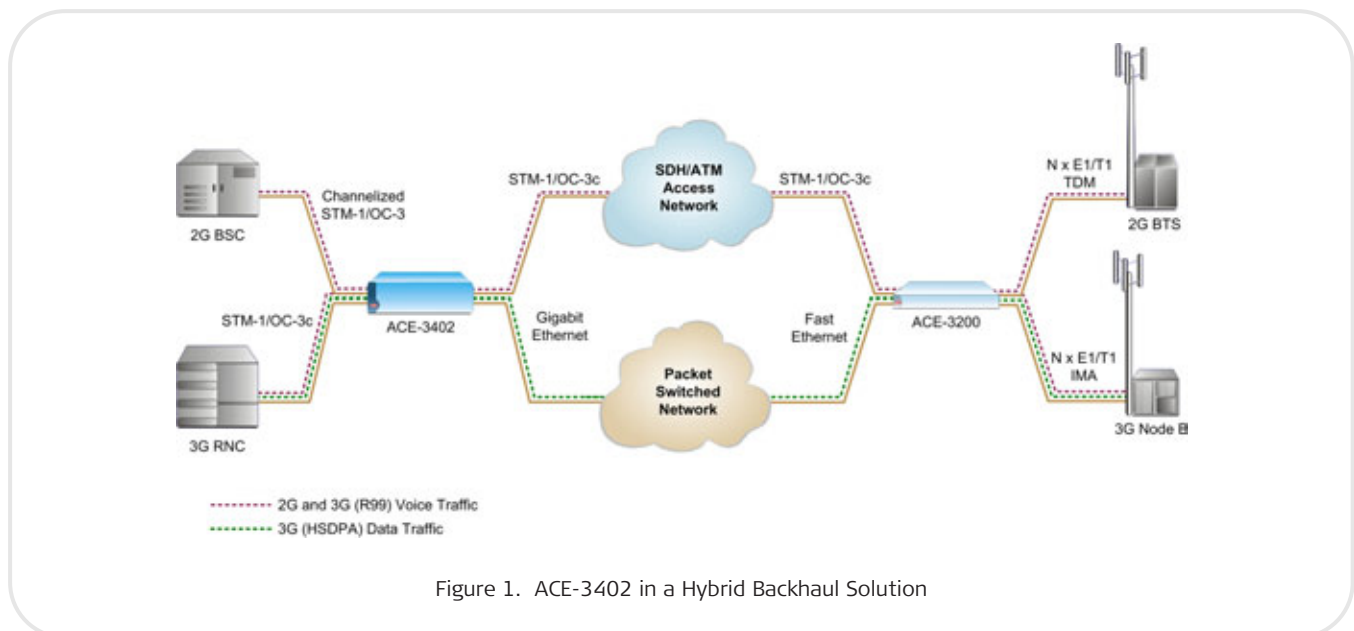 SDH/ATM
Access
Network
STM-1/OC-3c
STM-1/OC-3c
N x E1/T1
TDM
Channelized
STM-1/OC-3
2G BSC
2G BTS
STM-1/OC-3c
ACE-3402
Gigabit
Ethernet
Fast
Ethernet
ACE-3200
N x E1/T1
IMA
Packet
Switched
Network
3G RNC
3G Node B
2G and 3G (R99) Voice Traffic
3G (HSDPA) Data Traffic
Figure 1. ACE-3402 in a Hybrid Backhaul Solution